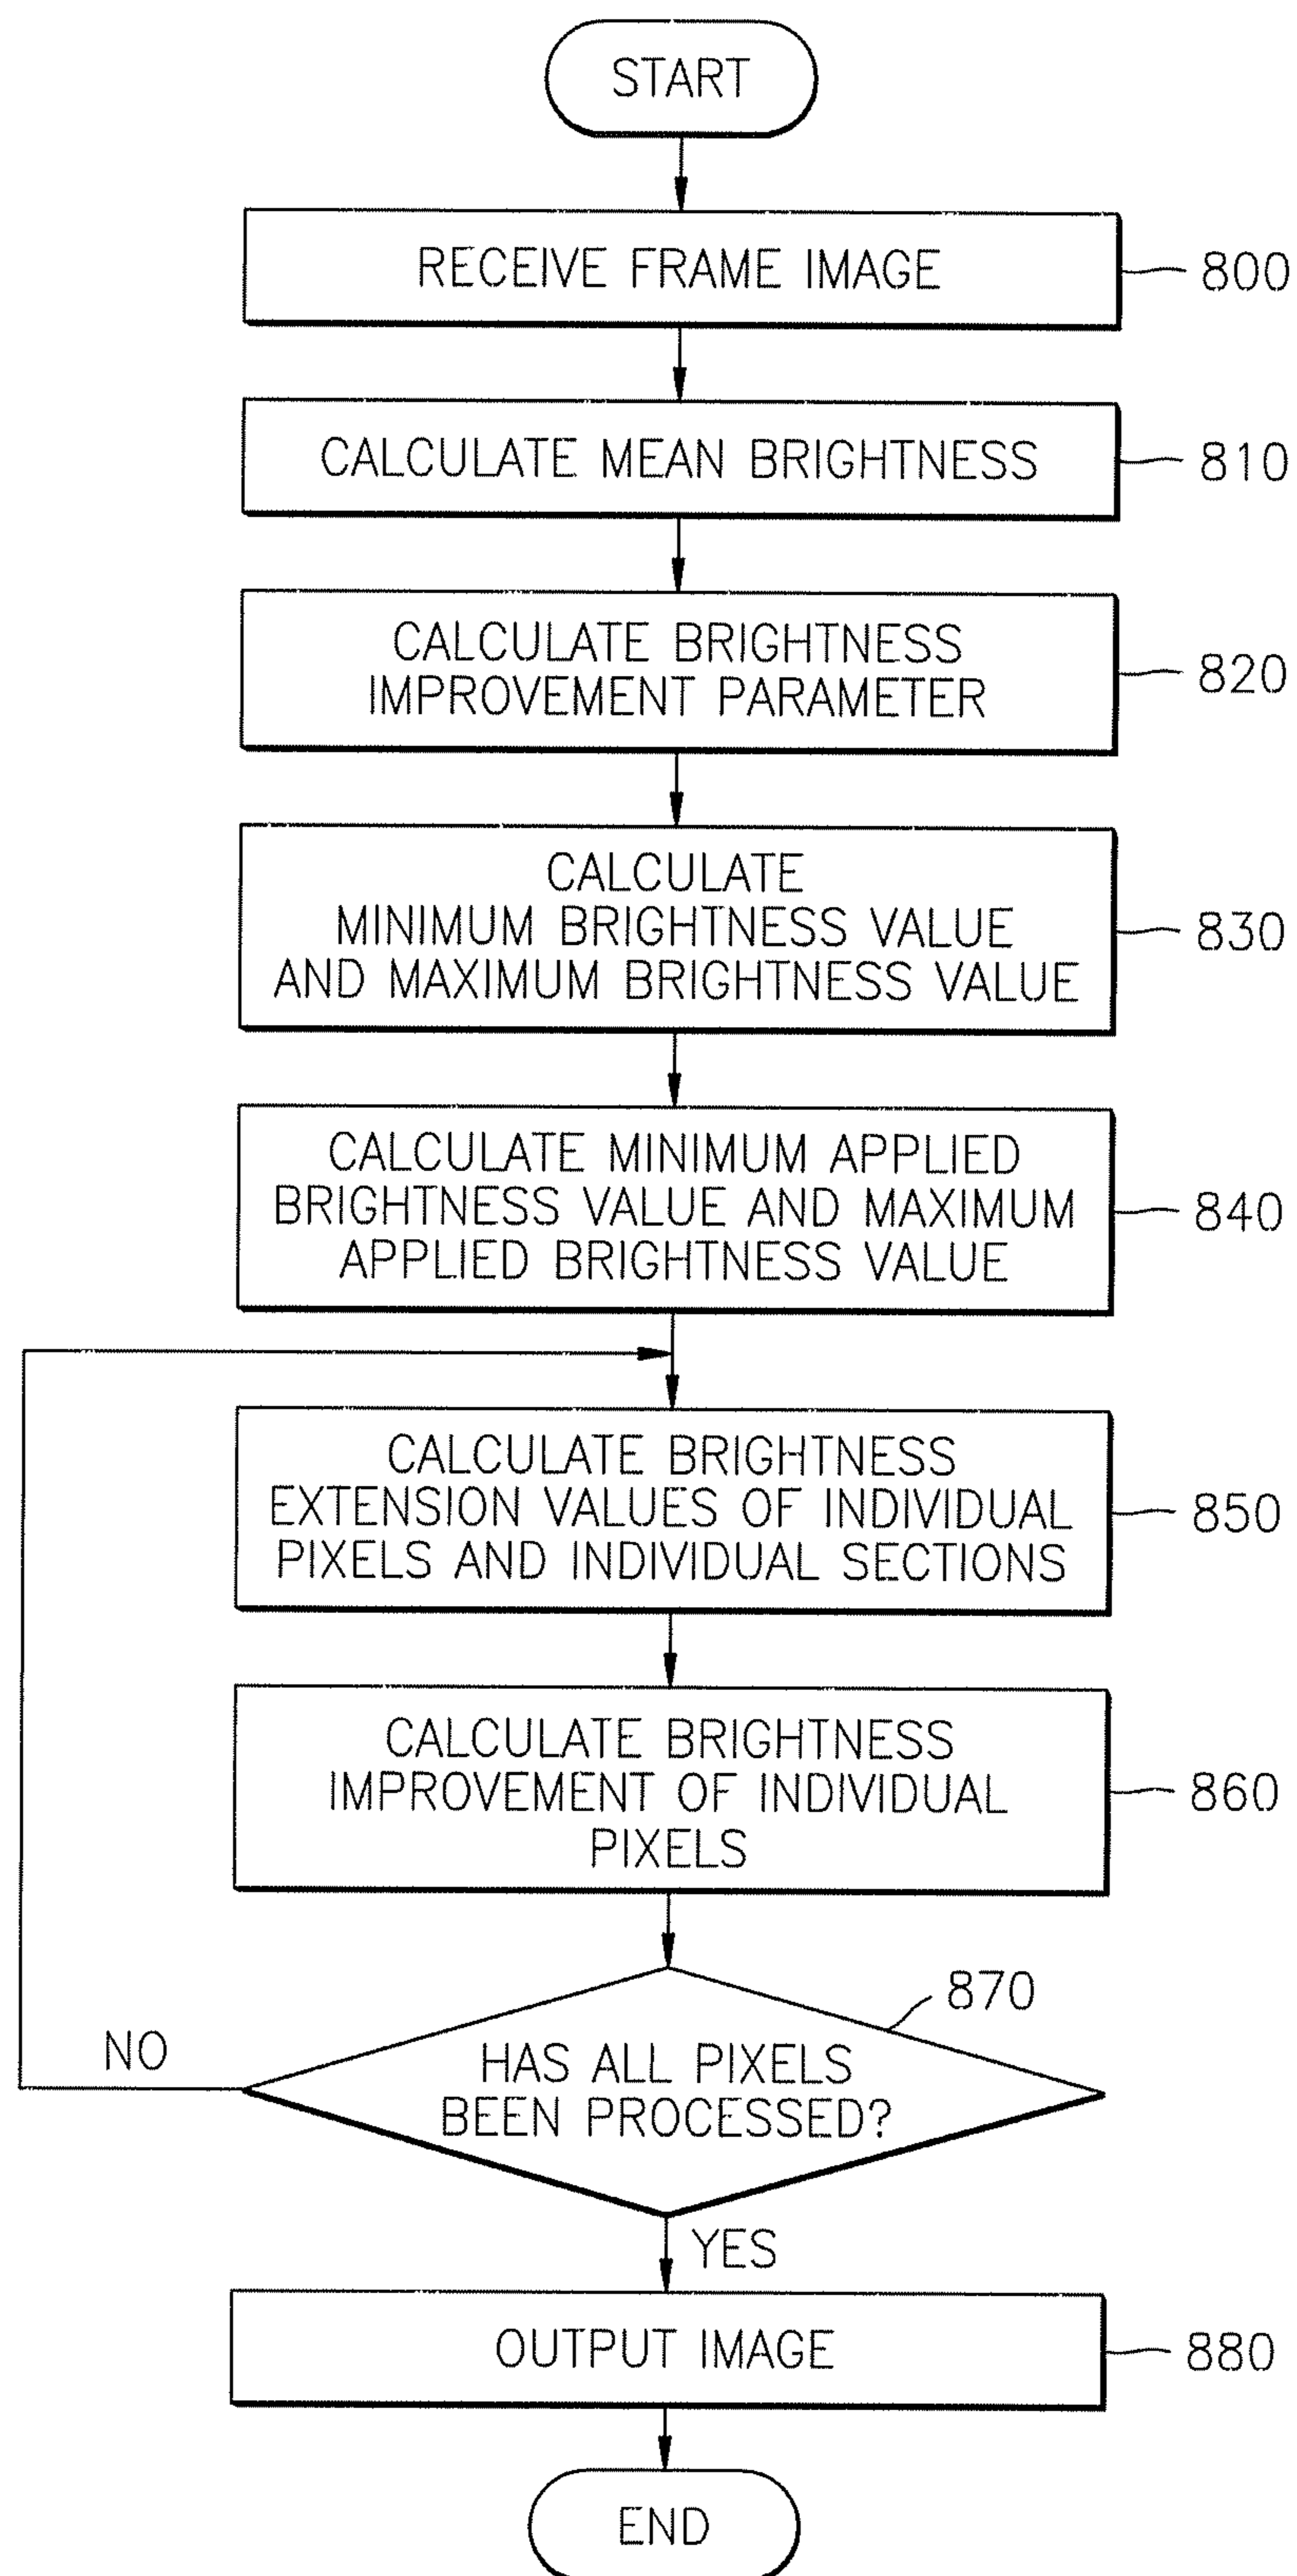 START
RECEIVE FRAME IMAGE
800
CALCULATE MEAN BRIGHTNESS
810
CALCULATE BRIGHTNESS
IMPROVEMENT PARAMETER
820
CALCULATE
MINIMUM BRIGHTNESS VALUE
AND MAXIMUM BRIGHTNESS VALUE
830
CALCULATE MINIMUM APPLIED
BRIGHTNESS VALUE AND MAXIMUM
APPLIED BRIGHTNESS VALUE
840
CALCULATE BRIGHTNESS
EXTENSION VALUES OF INDIVIDUAL
PIXELS AND INDIVIDUAL SECTIONS
850
CALCULATE BRIGHTNESS
IMPROVEMENT OF INDIVIDUAL
PIXELS
860
870
NO
HAS ALL PIXELS
BEEN PROCESSED?
YES
OUTPUT IMAGE
880
END